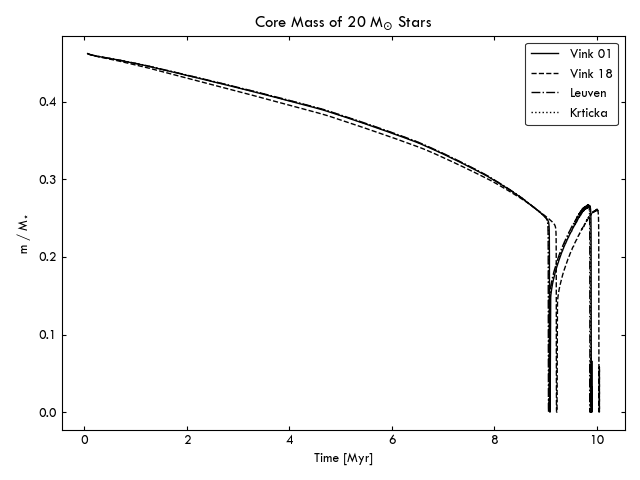 Core Mass of 20 M☉ Stars
Vink 01
Vink 18
Leuven
Krticka
0.4
0.3
0.2
0.1
0.0
m / M⋆
0 2 4 6 8 10
Time [Myr]